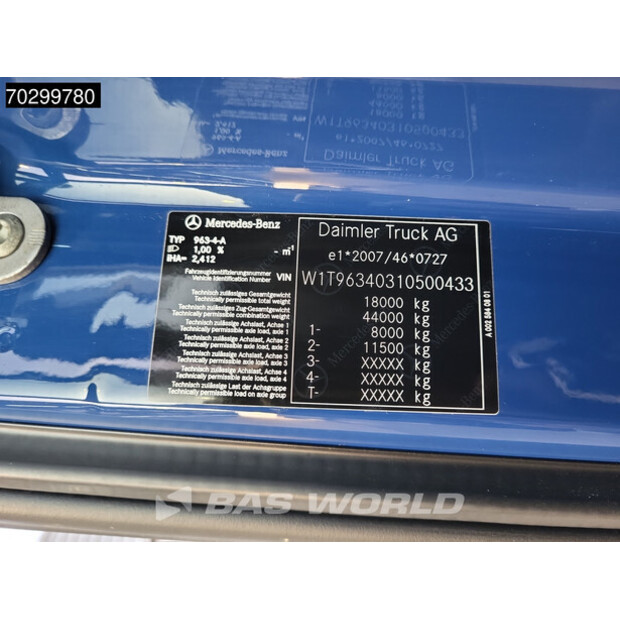 70299780
Mercedes-Benz
TYP 963-4-A
1,00 % - m⁻¹
IHA= 2,412
Fahrzeugidentifizierungsnummer
Vehicle Identification Number VIN
Technisch zulässiges Gesamtgewicht
Technically permissible total weight
Technisch zulässiges Zug-Gesamtgewicht
Technically permissible combination weight
Technisch zulässige Achslast, Achse 1
Technically permissible axle load, axle 1
Technisch zulässige Achslast, Achse 2
Technically permissible axle load, axle 2
Technisch zulässige Achslast, Achse 3
Technically permissible axle load, axle 3
Technisch zulässige Achslast, Achse 4
Technically permissible axle load, axle 4
Technisch zulässige Last der Achsgruppe
Technically permissible load on axle group
Daimler Truck AG
e1*2007/46*0727
W1T96340310500433
18000 kg
44000 kg
1- 8000 kg
2- 11500 kg
3- XXXXX kg
4- XXXXX kg
T- XXXXX kg
A 002 584 08 01
BAS WORLD